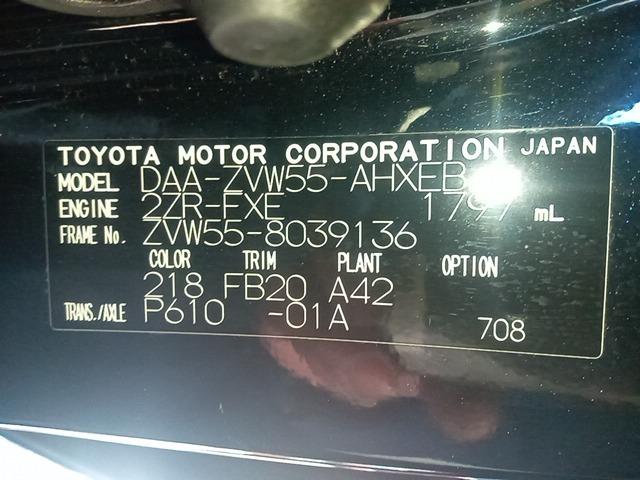 TOYOTA MOTOR CORPORATION JAPAN
MODEL DAA-ZVW55-AHXEB
ENGINE 2ZR-FXE 1797 mL
FRAME No. ZVW55-8039136
COLOR TRIM PLANT OPTION
218 FB20 A42
TRANS./AXLE P610 -01A
708